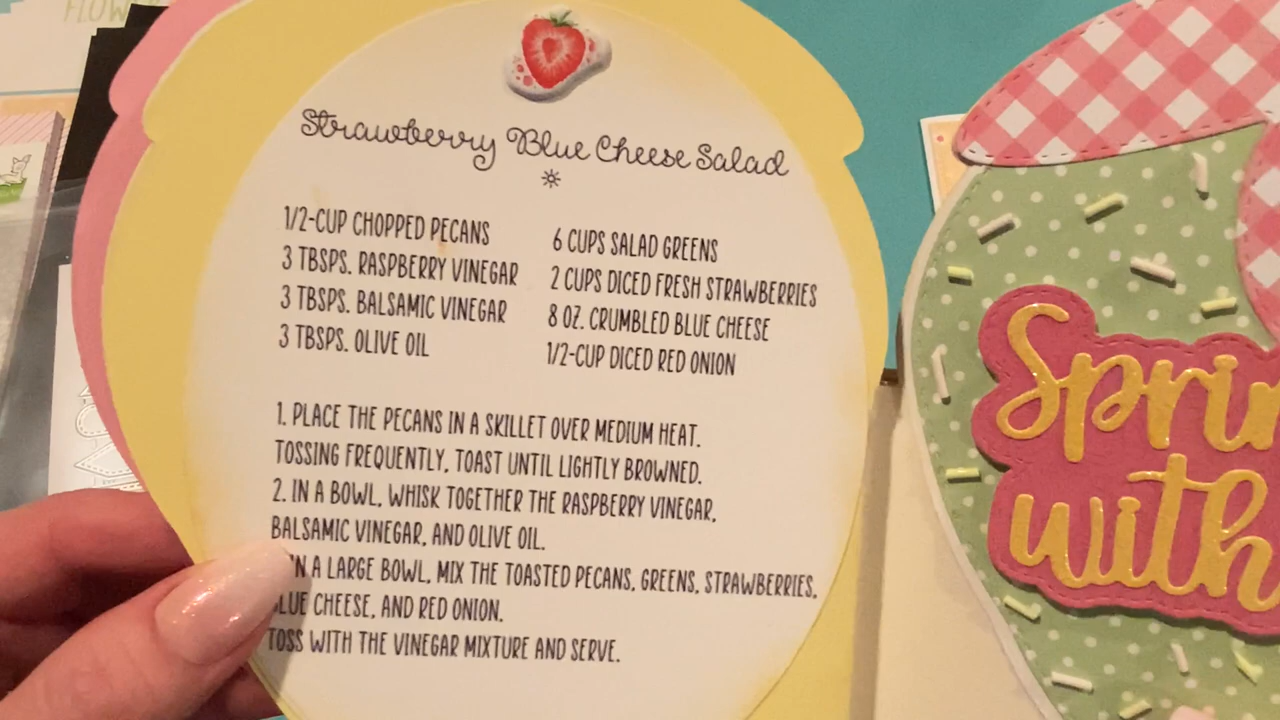 FLOW
Strawberry Blue Cheese Salad
1/2-CUP CHOPPED PECANS
3 TBSPS. RASPBERRY VINEGAR
3 TBSPS. BALSAMIC VINEGAR
3 TBSPS. OLIVE OIL
6 CUPS SALAD GREENS
2 CUPS DICED FRESH STRAWBERRIES
8 OZ. CRUMBLED BLUE CHEESE
1/2-CUP DICED RED ONION
1. PLACE THE PECANS IN A SKILLET OVER MEDIUM HEAT.
TOSSING FREQUENTLY, TOAST UNTIL LIGHTLY BROWNED.
2. IN A BOWL, WHISK TOGETHER THE RASPBERRY VINEGAR,
BALSAMIC VINEGAR, AND OLIVE OIL.
IN A LARGE BOWL, MIX THE TOASTED PECANS, GREENS, STRAWBERRIES,
BLUE CHEESE, AND RED ONION.
TOSS WITH THE VINEGAR MIXTURE AND SERVE.
Sprin
with